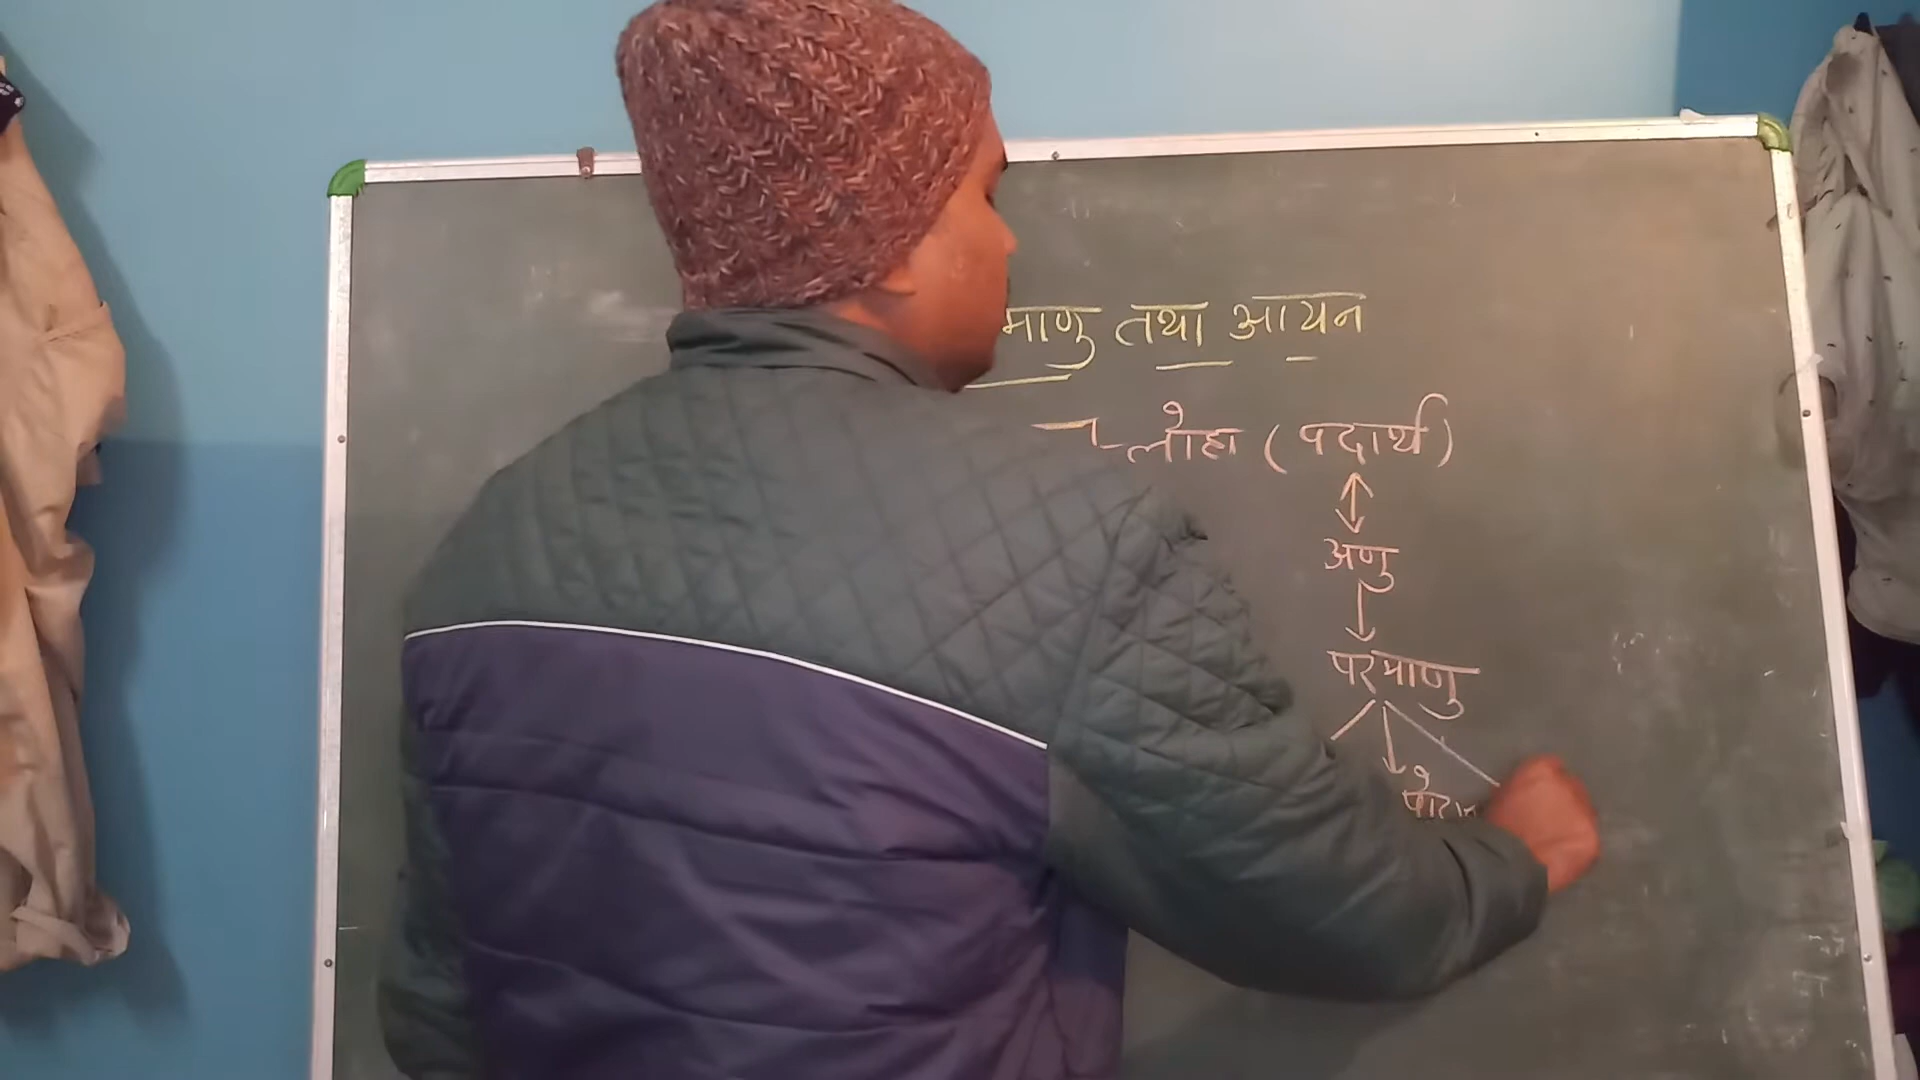 माणु तथा आयन
लोहा (पदार्थ)
अणु
परमाणु